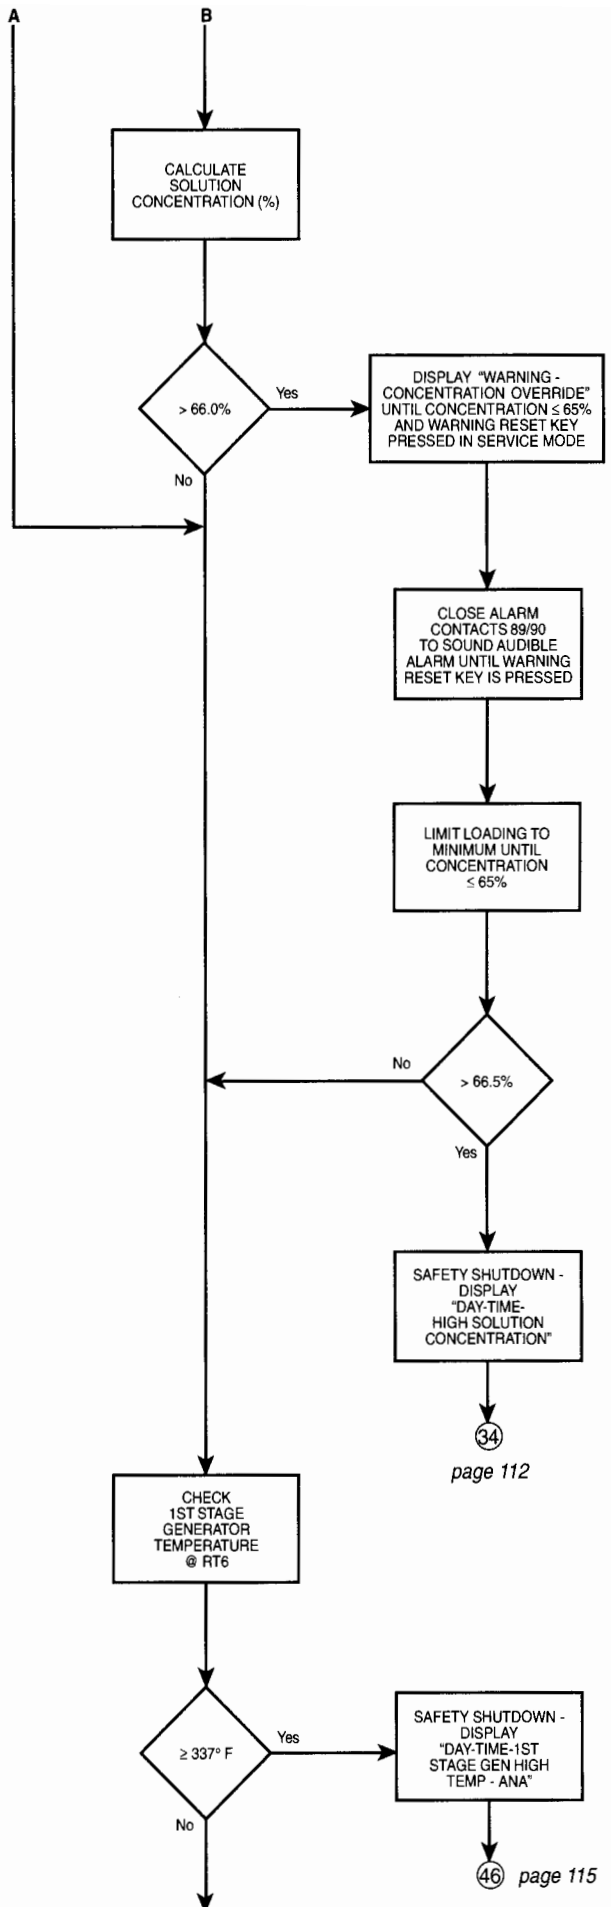 A
B
CALCULATE
SOLUTION
CONCENTRATION (%)
> 66.0%
Yes
No
DISPLAY "WARNING -
CONCENTRATION OVERRIDE"
UNTIL CONCENTRATION ≤ 65%
AND WARNING RESET KEY
PRESSED IN SERVICE MODE
CLOSE ALARM
CONTACTS 89/90
TO SOUND AUDIBLE
ALARM UNTIL WARNING
RESET KEY IS PRESSED
LIMIT LOADING TO
MINIMUM UNTIL
CONCENTRATION
≤ 65%
> 66.5%
No
Yes
SAFETY SHUTDOWN -
DISPLAY
"DAY-TIME-
HIGH SOLUTION
CONCENTRATION"
34
page 112
CHECK
1ST STAGE
GENERATOR
TEMPERATURE
@ RT6
≥ 337° F
Yes
No
SAFETY SHUTDOWN -
DISPLAY
"DAY-TIME-1ST
STAGE GEN HIGH
TEMP - ANA"
46 page 115